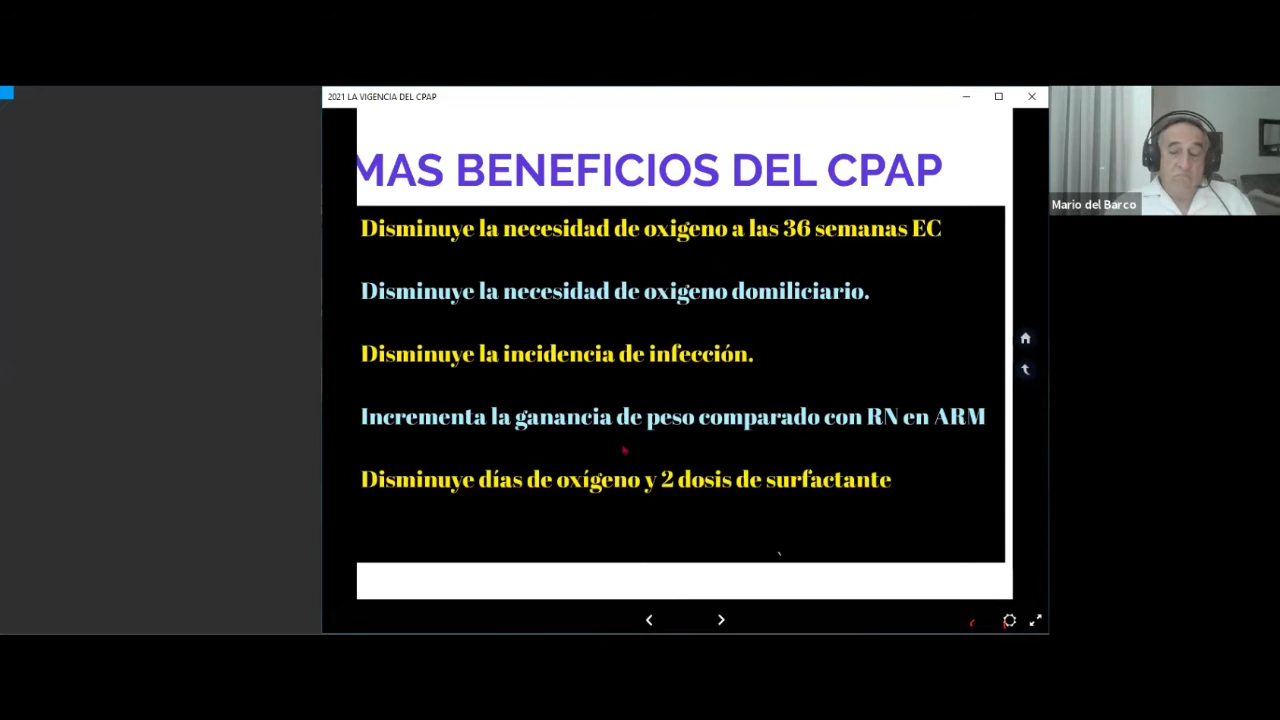 2021 LA VIGENCIA DEL CPAP
MAS BENEFICIOS DEL CPAP
Disminuye la necesidad de oxigeno a las 36 semanas EC
Disminuye la necesidad de oxigeno domiliciario.
Disminuye la incidencia de infección.
Incrementa la ganancia de peso comparado con RN en ARM
Disminuye días de oxígeno y 2 dosis de surfactante
Mario del Barco